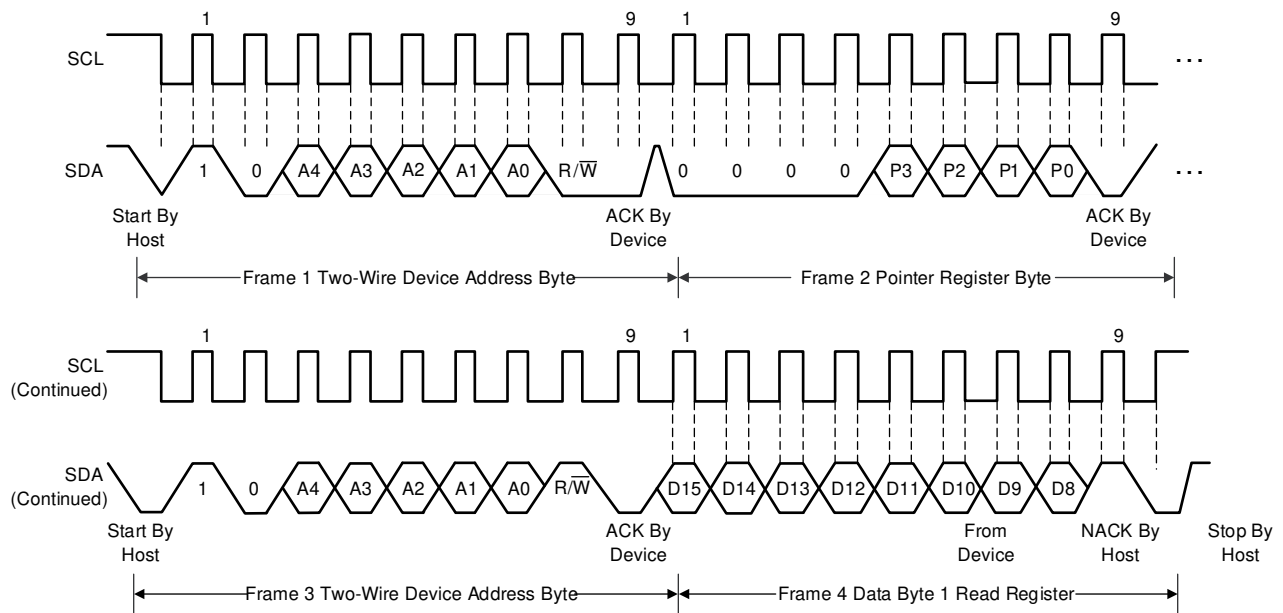 1 9 1 9
SCL
...
SDA 1 0 A4 A3 A2 A1 A0 R/W̅ 0 0 0 0 P3 P2 P1 P0 ...
Start By Host
ACK By Device
ACK By Device
Frame 1 Two-Wire Device Address Byte
Frame 2 Pointer Register Byte
1 9 1 9
SCL
(Continued)
SDA
(Continued)
1 0 A4 A3 A2 A1 A0 R/W̅ D15 D14 D13 D12 D11 D10 D9 D8
Start By Host
ACK By Device
From Device
NACK By Host
Stop By Host
Frame 3 Two-Wire Device Address Byte
Frame 4 Data Byte 1 Read Register